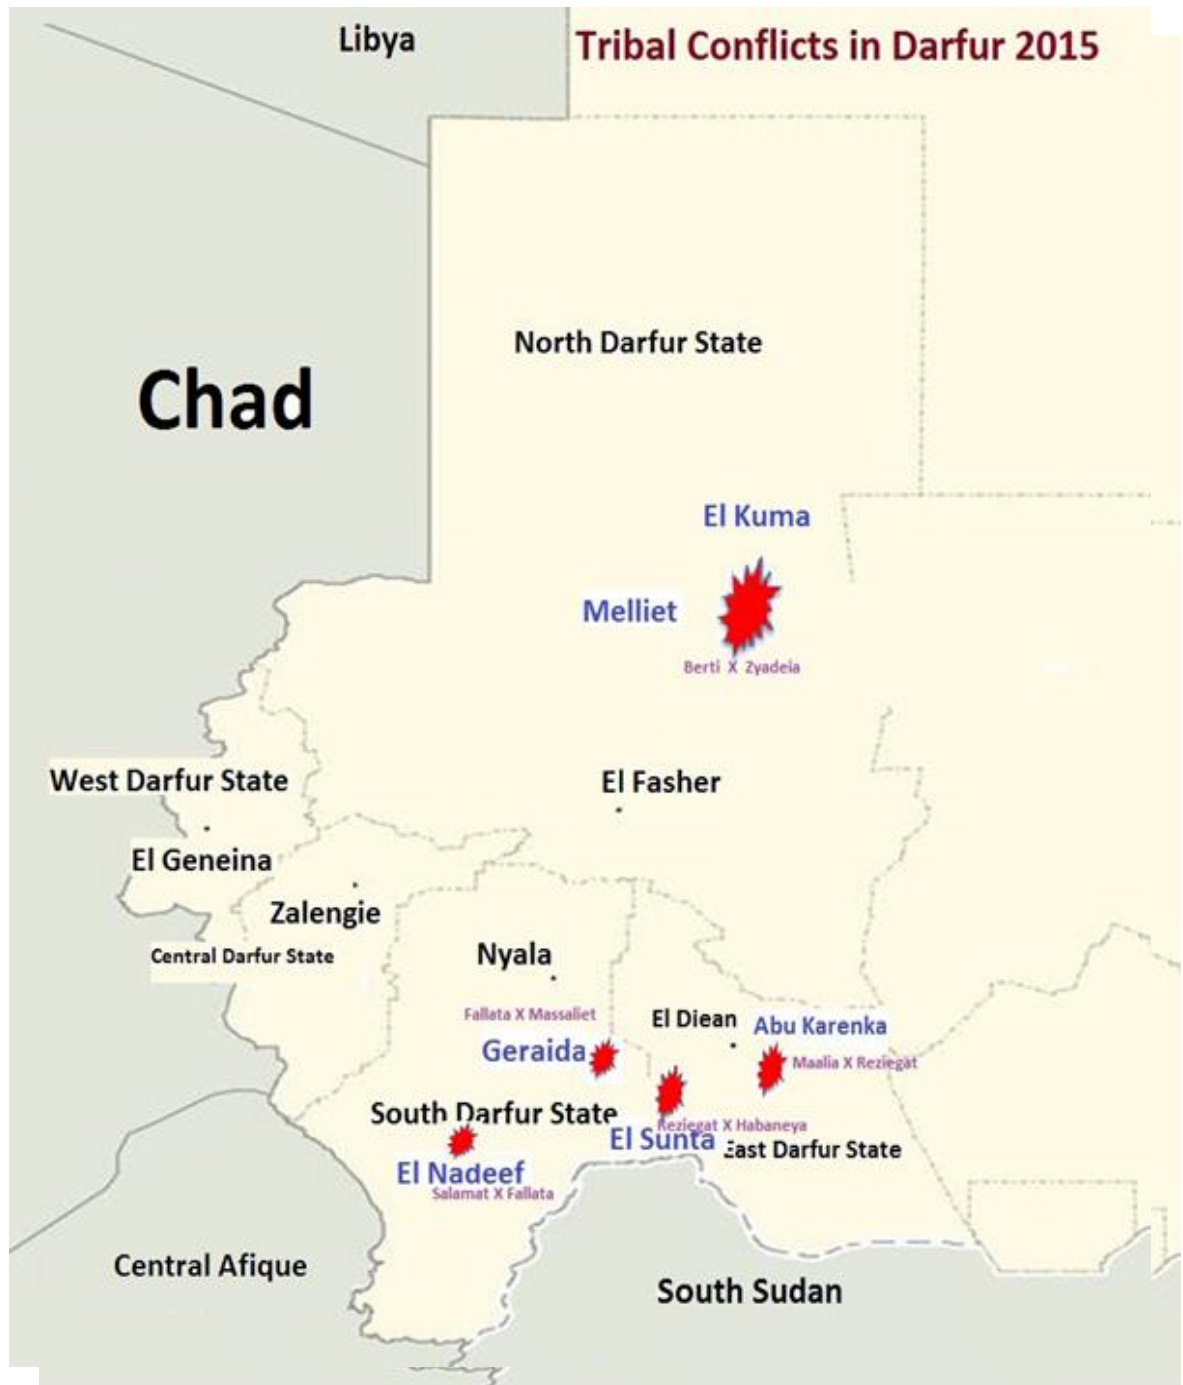 Libya
Tribal Conflicts in Darfur 2015
North Darfur State
Chad
El Kuma
Melliet
Berti X Zyadeia
West Darfur State
El Fasher
El Geneina
Zalengie
Central Darfur State
Nyala
Fallata X Massaliet
El Diean
Abu Karenka
Geraida
Maalia X Reziegat
South Darfur State
Reziegat X Habaneya
El Sunta
East Darfur State
El Nadeef
Salamat X Fallata
Central Afique
South Sudan